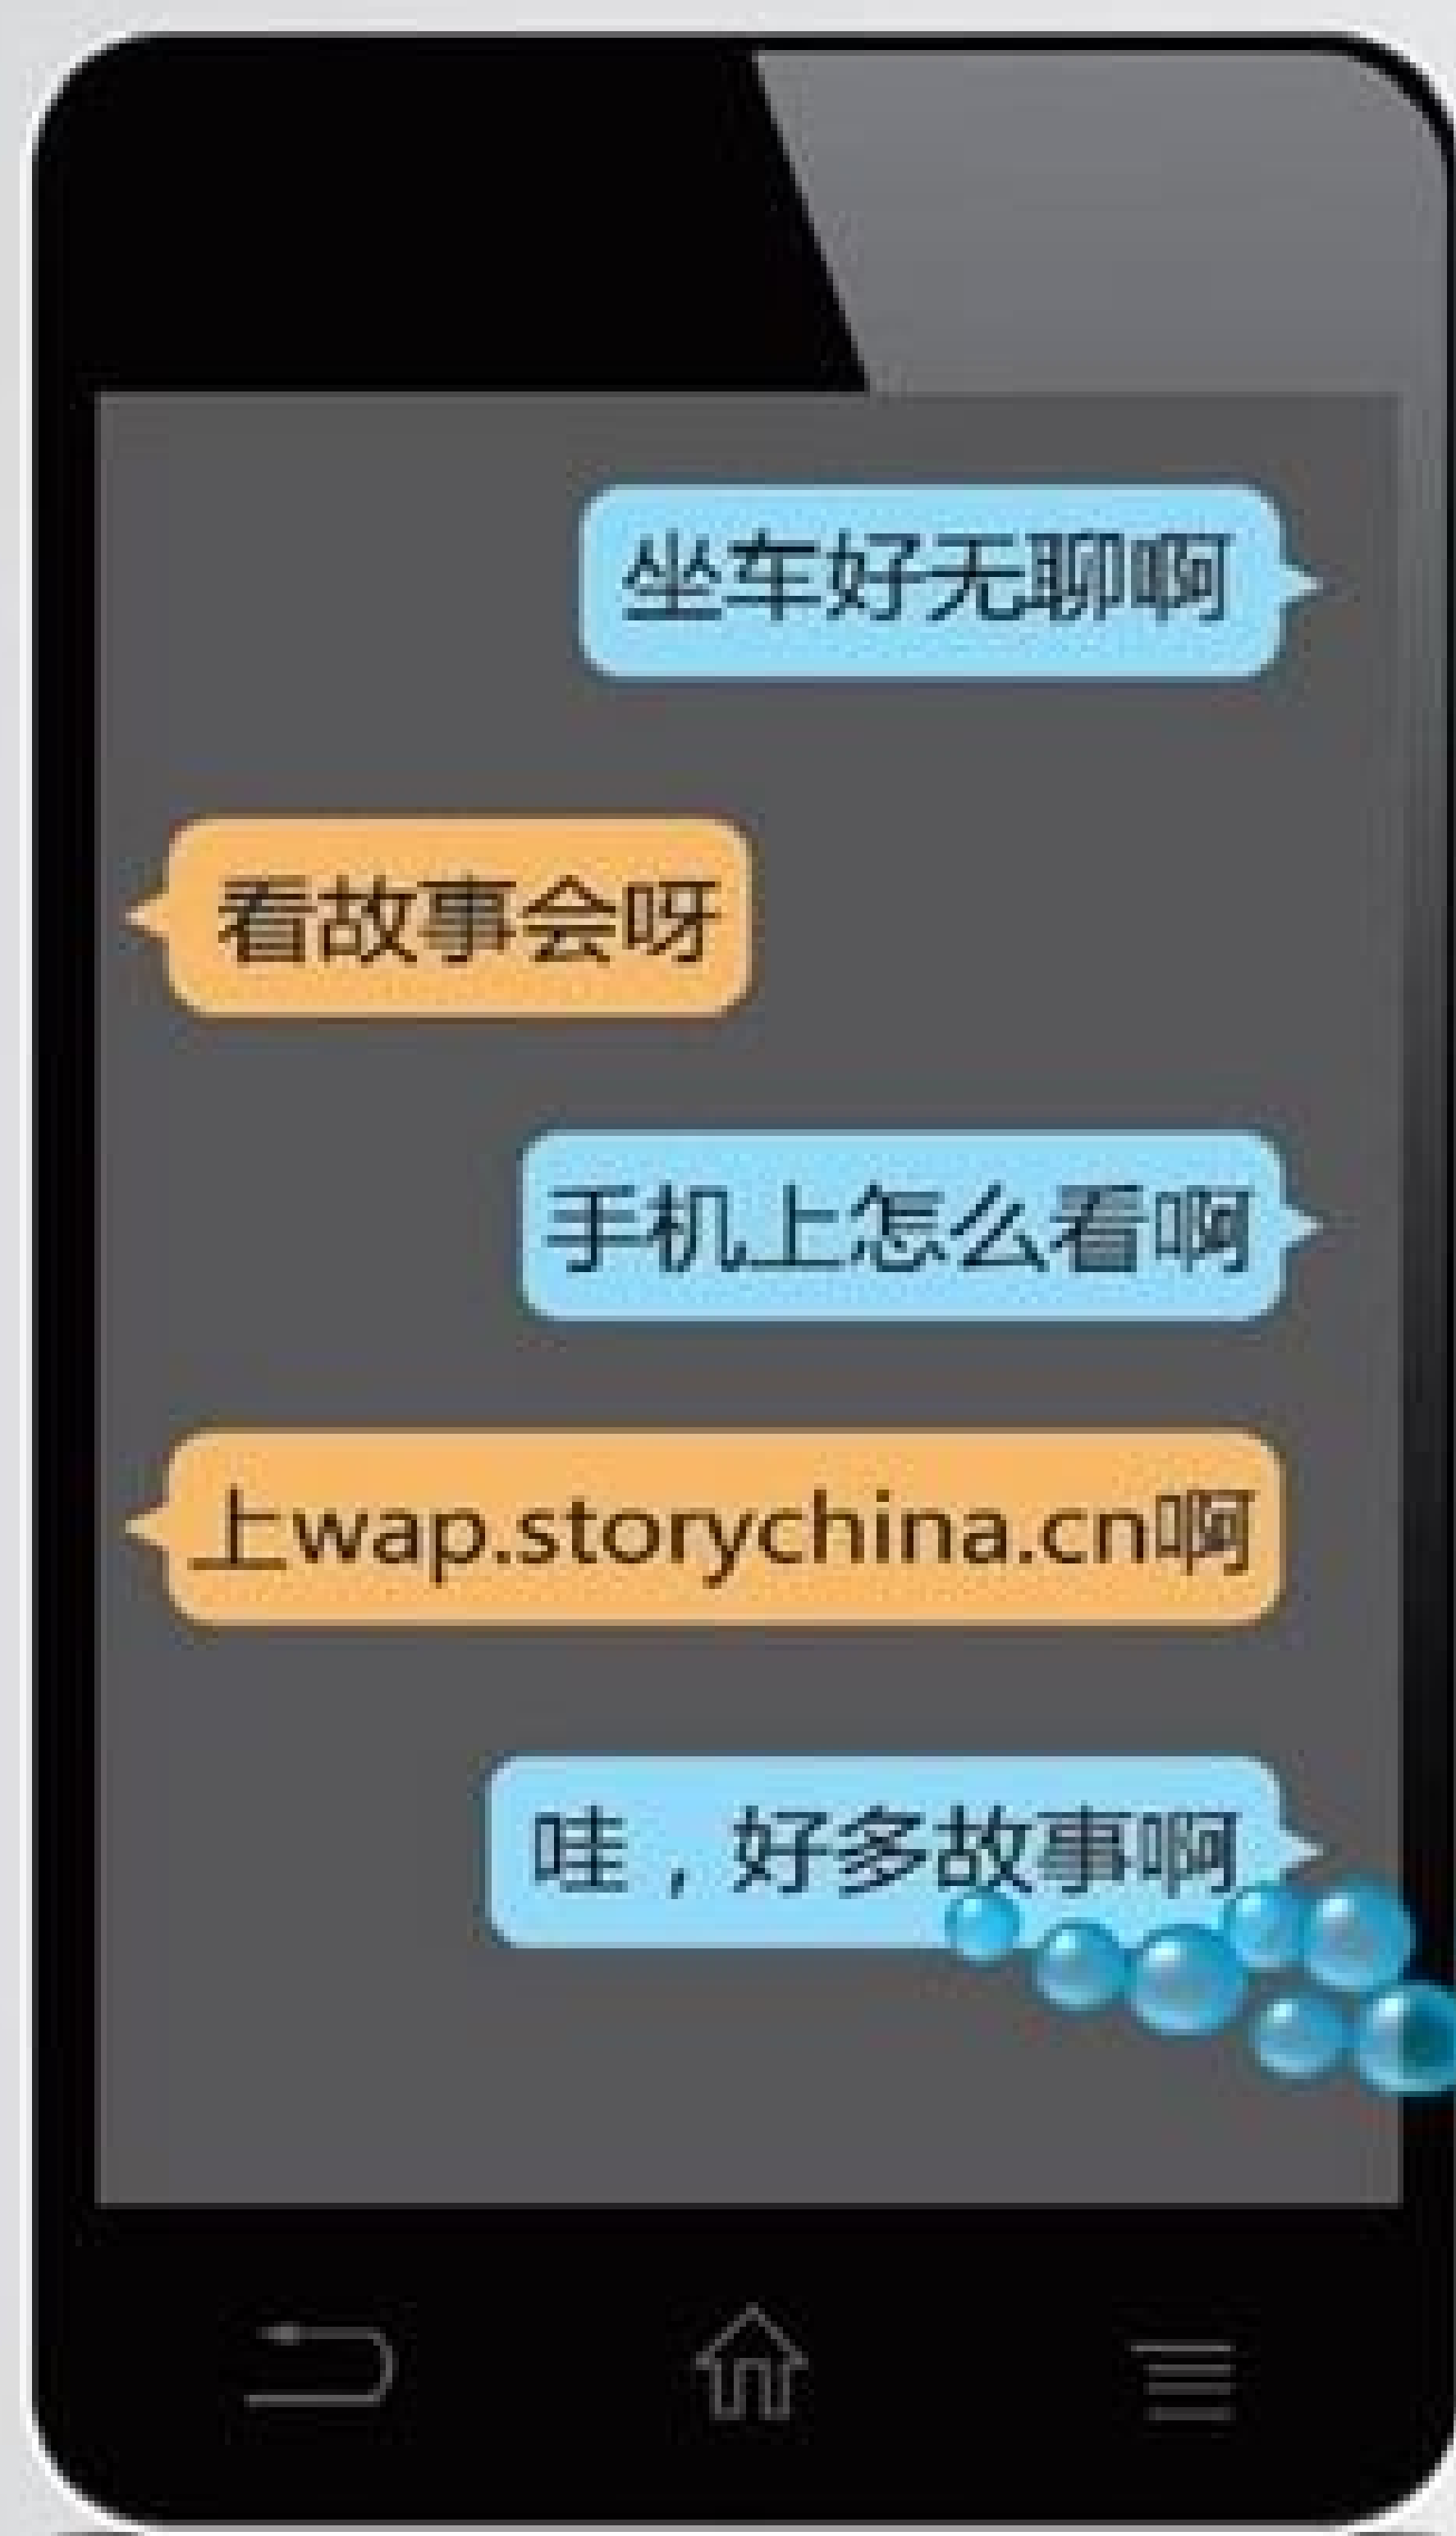 坐车好无聊啊
看故事会呀
手机上怎么看啊
上wap.storychina.cn啊
哇，好多故事啊